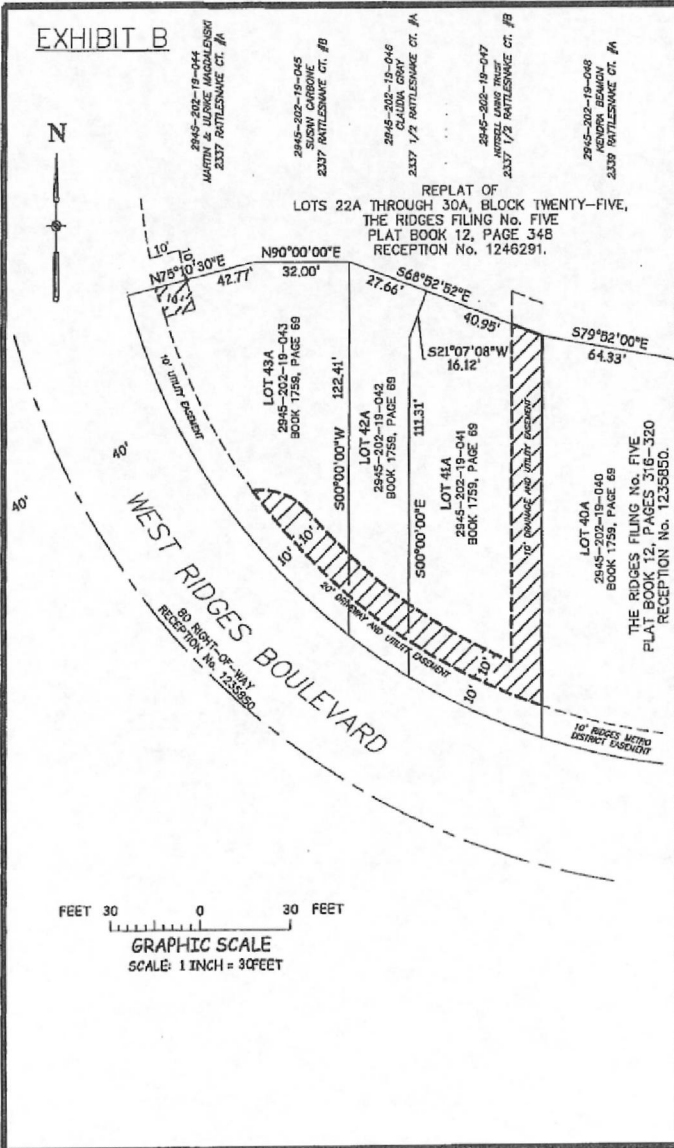 EXHIBIT B
2945-202-19-044
MARTIN & ULRIKE MAGDALENSKI
2337 RATTLESNAKE CT. #A
2945-202-19-045
SUSAN CARBONE
2337 RATTLESNAKE CT. #B
2945-202-19-046
CLAUDIA GRAY
2337 1/2 RATTLESNAKE CT. #A
2945-202-19-047
LIVING TRUST
2337 1/2 RATTLESNAKE CT. #B
2945-202-19-048
KENDRA BEAMON
2339 RATTLESNAKE CT. #A
N
REPLAT OF
LOTS 22A THROUGH 30A, BLOCK TWENTY-FIVE,
THE RIDGES FILING No. FIVE
PLAT BOOK 12, PAGE 348
RECEPTION No. 1246291.
10'
10'
N75°10'30"E
42.77'
N90°00'00"E
32.00'
S68°52'52"E
27.66'
40.95'
S79°52'00"E
64.33'
S21°07'08"W
16.12'
10'
10' UTILITY EASEMENT
LOT 43A
2945-202-19-043
BOOK 1759, PAGE 69
S00°00'00"W 122.41'
LOT 42A
2945-202-19-042
BOOK 1759, PAGE 69
S00°00'00"E 111.31'
LOT 41A
2945-202-19-041
BOOK 1759, PAGE 69
10' DRAINAGE AND UTILITY EASEMENT
LOT 40A
2945-202-19-040
BOOK 1759, PAGE 69
THE RIDGES FILING No. FIVE
PLAT BOOK 12, PAGES 316-320
RECEPTION No. 1235850.
40'
40'
10'
10'
20' DRIVEWAY AND UTILITY EASEMENT
10'
10'
10' RIDGES METRO
DISTRICT EASEMENT
WEST RIDGES BOULEVARD
80 RIGHT-OF-WAY
RECEPTION No. 1235850.
FEET 30 0 30 FEET
GRAPHIC SCALE
SCALE: 1 INCH = 30FEET